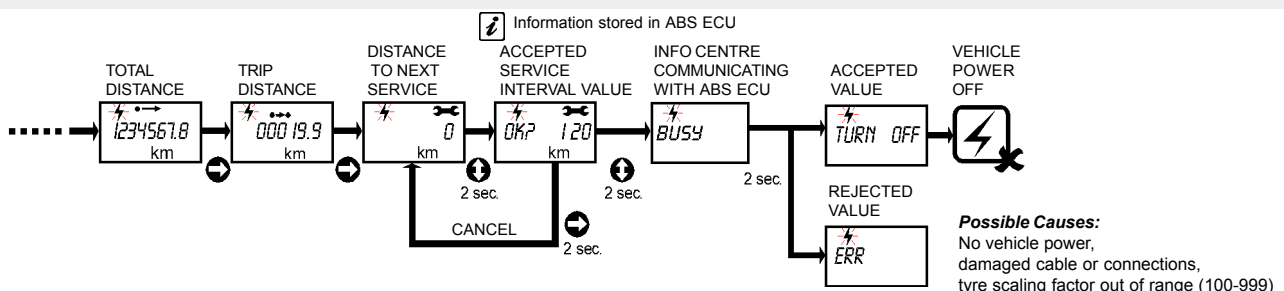 Information stored in ABS ECU
TOTAL
DISTANCE
1234567.8
km
TRIP
DISTANCE
00019.9
km
DISTANCE
TO NEXT
SERVICE
0
km
ACCEPTED
SERVICE
INTERVAL VALUE
OK? 120
km
INFO CENTRE
COMMUNICATING
WITH ABS ECU
BUSY
ACCEPTED
VALUE
TURN OFF
VEHICLE
POWER
OFF
2 sec.
2 sec.
2 sec.
CANCEL
2 sec.
REJECTED
VALUE
ERR
Possible Causes:
No vehicle power,
damaged cable or connections,
tyre scaling factor out of range (100-999)